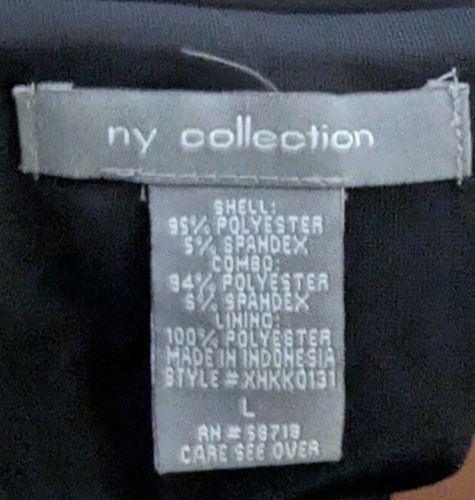 ny collection
SHELL:
95% POLYESTER
5% SPANDEX
COMBO:
94% POLYESTER
6% SPANDEX
LINING:
100% POLYESTER
MADE IN INDONESIA
STYLE # XHKK0131
L
RN #
CARE SEE OVER